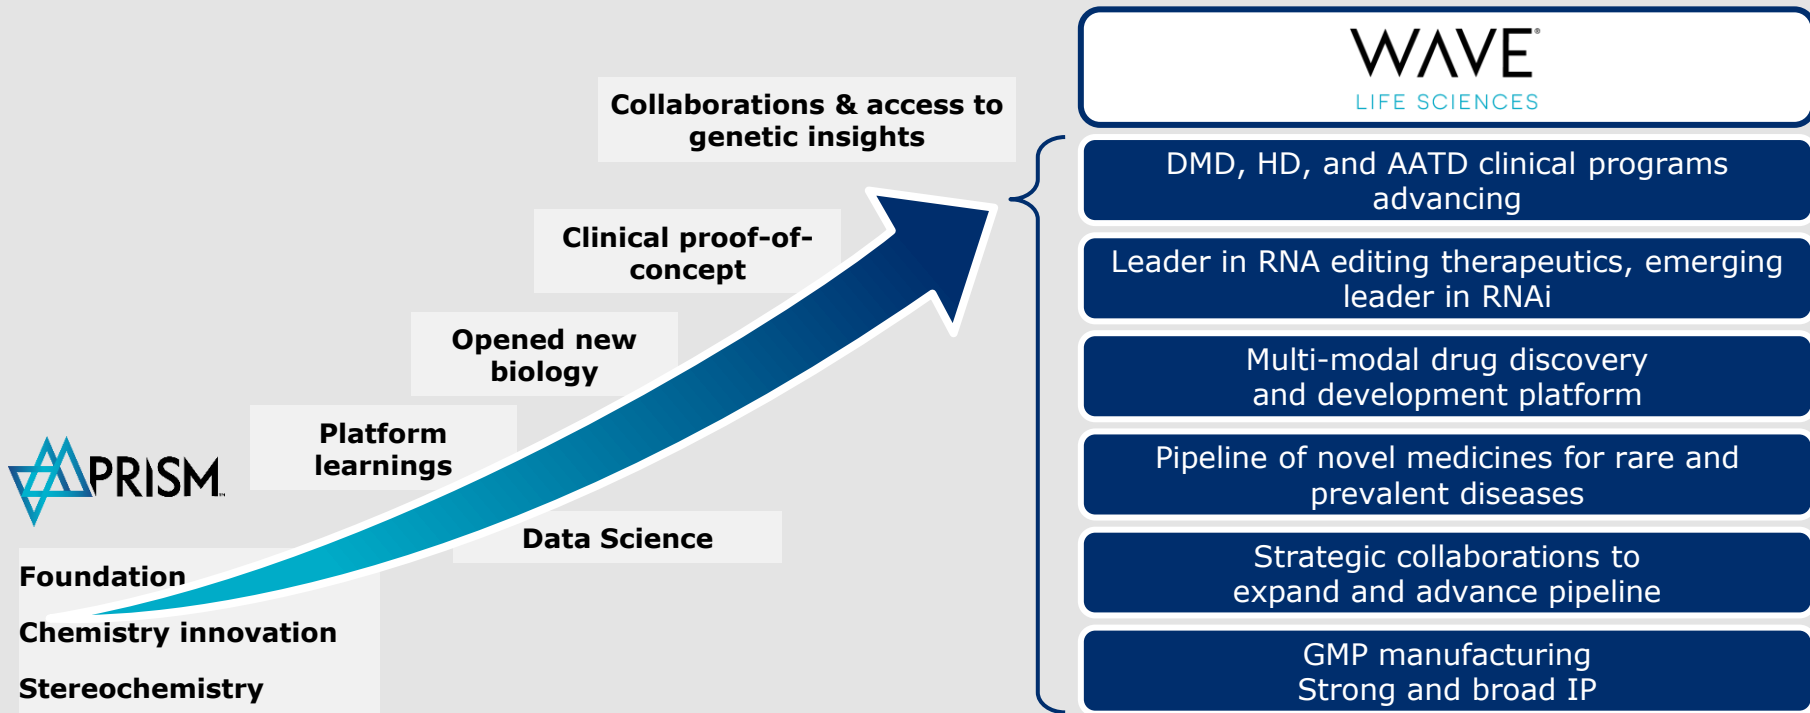 Collaborations & access to
genetic insights
Clinical proof-of-
concept
Opened new
biology
Platform
learnings
Data Science
PRISM℠
Foundation
Chemistry innovation
Stereochemistry
WAVE®
LIFE SCIENCES
DMD, HD, and AATD clinical programs
advancing
Leader in RNA editing therapeutics, emerging
leader in RNAi
Multi-modal drug discovery
and development platform
Pipeline of novel medicines for rare and
prevalent diseases
Strategic collaborations to
expand and advance pipeline
GMP manufacturing
Strong and broad IP